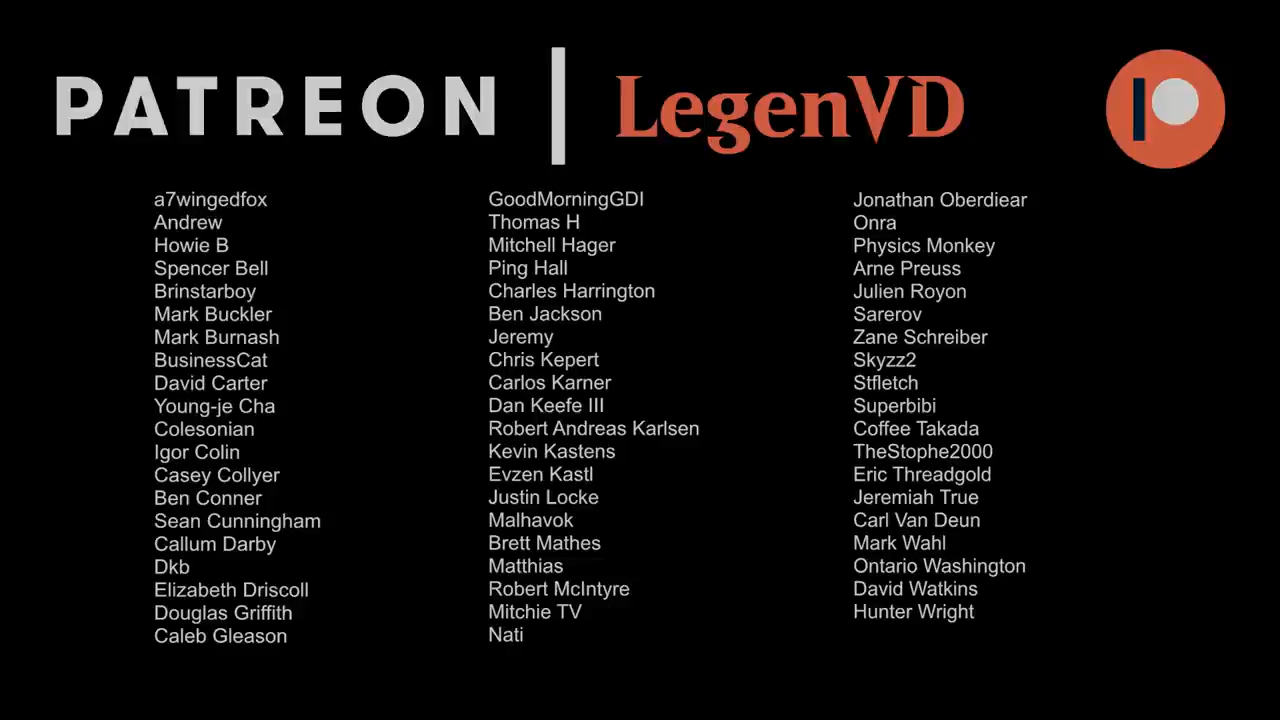 PATREON | LegenVD
a7wingedfox
Andrew
Howie B
Spencer Bell
Brinstarboy
Mark Buckler
Mark Burnash
BusinessCat
David Carter
Young-je Cha
Colesonian
Igor Colin
Casey Collyer
Ben Conner
Sean Cunningham
Callum Darby
Dkb
Elizabeth Driscoll
Douglas Griffith
Caleb Gleason
GoodMorningGDI
Thomas H
Mitchell Hager
Ping Hall
Charles Harrington
Ben Jackson
Jeremy
Chris Kepert
Carlos Karner
Dan Keefe III
Robert Andreas Karlsen
Kevin Kastens
Evzen Kastl
Justin Locke
Malhavok
Brett Mathes
Matthias
Robert McIntyre
Mitchie TV
Nati
Jonathan Oberdiear
Onra
Physics Monkey
Arne Preuss
Julien Royon
Sarerov
Zane Schreiber
Skyzz2
Stfletch
Superbibi
Coffee Takada
TheStophe2000
Eric Threadgold
Jeremiah True
Carl Van Deun
Mark Wahl
Ontario Washington
David Watkins
Hunter Wright